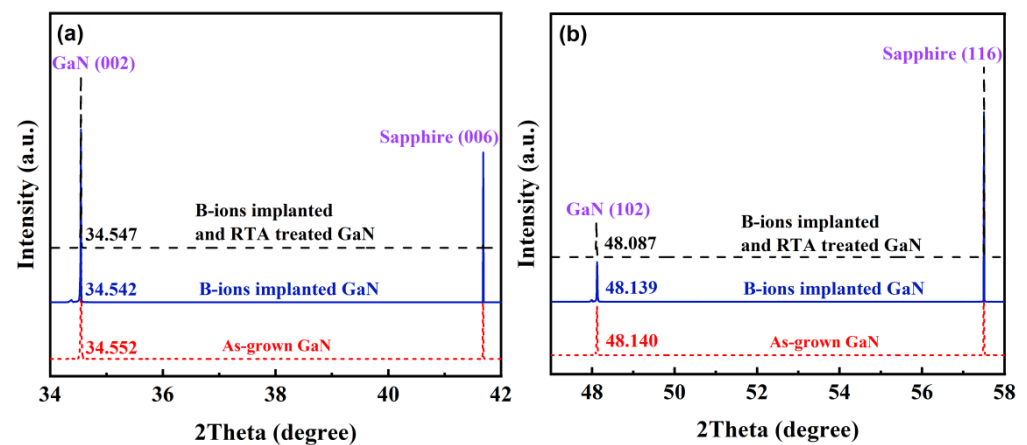 (a)
GaN (002)
Sapphire (006)
B-ions implanted
and RTA treated GaN
34.547
34.542
B-ions implanted GaN
34.552
As-grown GaN
Intensity (a.u.)
34
36
38
40
42
2Theta (degree)
(b)
Sapphire (116)
GaN (102)
B-ions implanted
and RTA treated GaN
48.087
48.139
B-ions implanted GaN
48.140
As-grown GaN
Intensity (a.u.)
48
50
52
54
56
58
2Theta (degree)